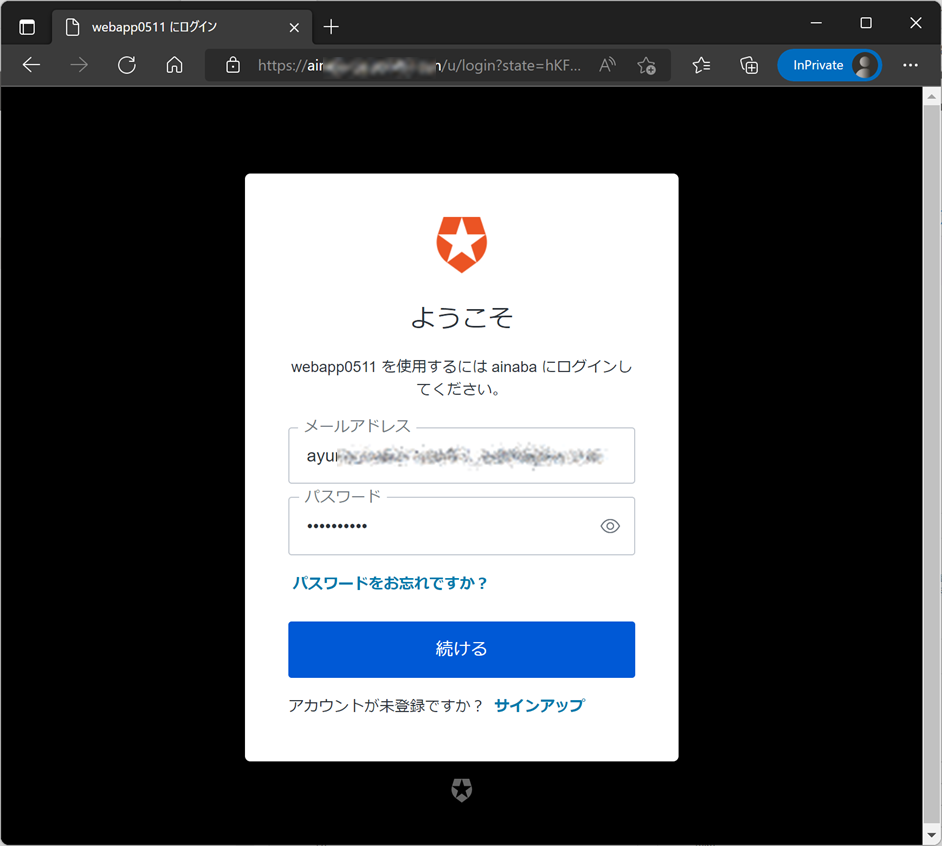 webapp0511 にログイン
https://
/u/login?state=hKF...
InPrivate
ようこそ
webapp0511 を使用するには ainaba にログインし
てください。
メールアドレス
パスワード
••••••••••
パスワードをお忘れですか？
続ける
アカウントが未登録ですか？ サインアップ